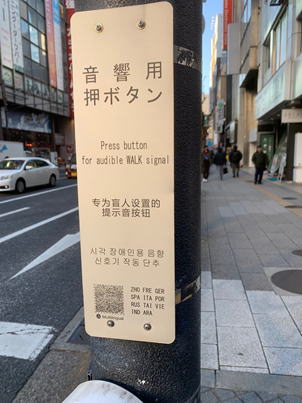 音響用
押ボタン
Press button
for audible WALK signal
专为盲人设置的
提示音按钮
시각 장애인용 음향
신호기 작동 단추
ZHO FRE GER
SPA ITA POR
RUS TAI VIE
IND ARA
Multilingual